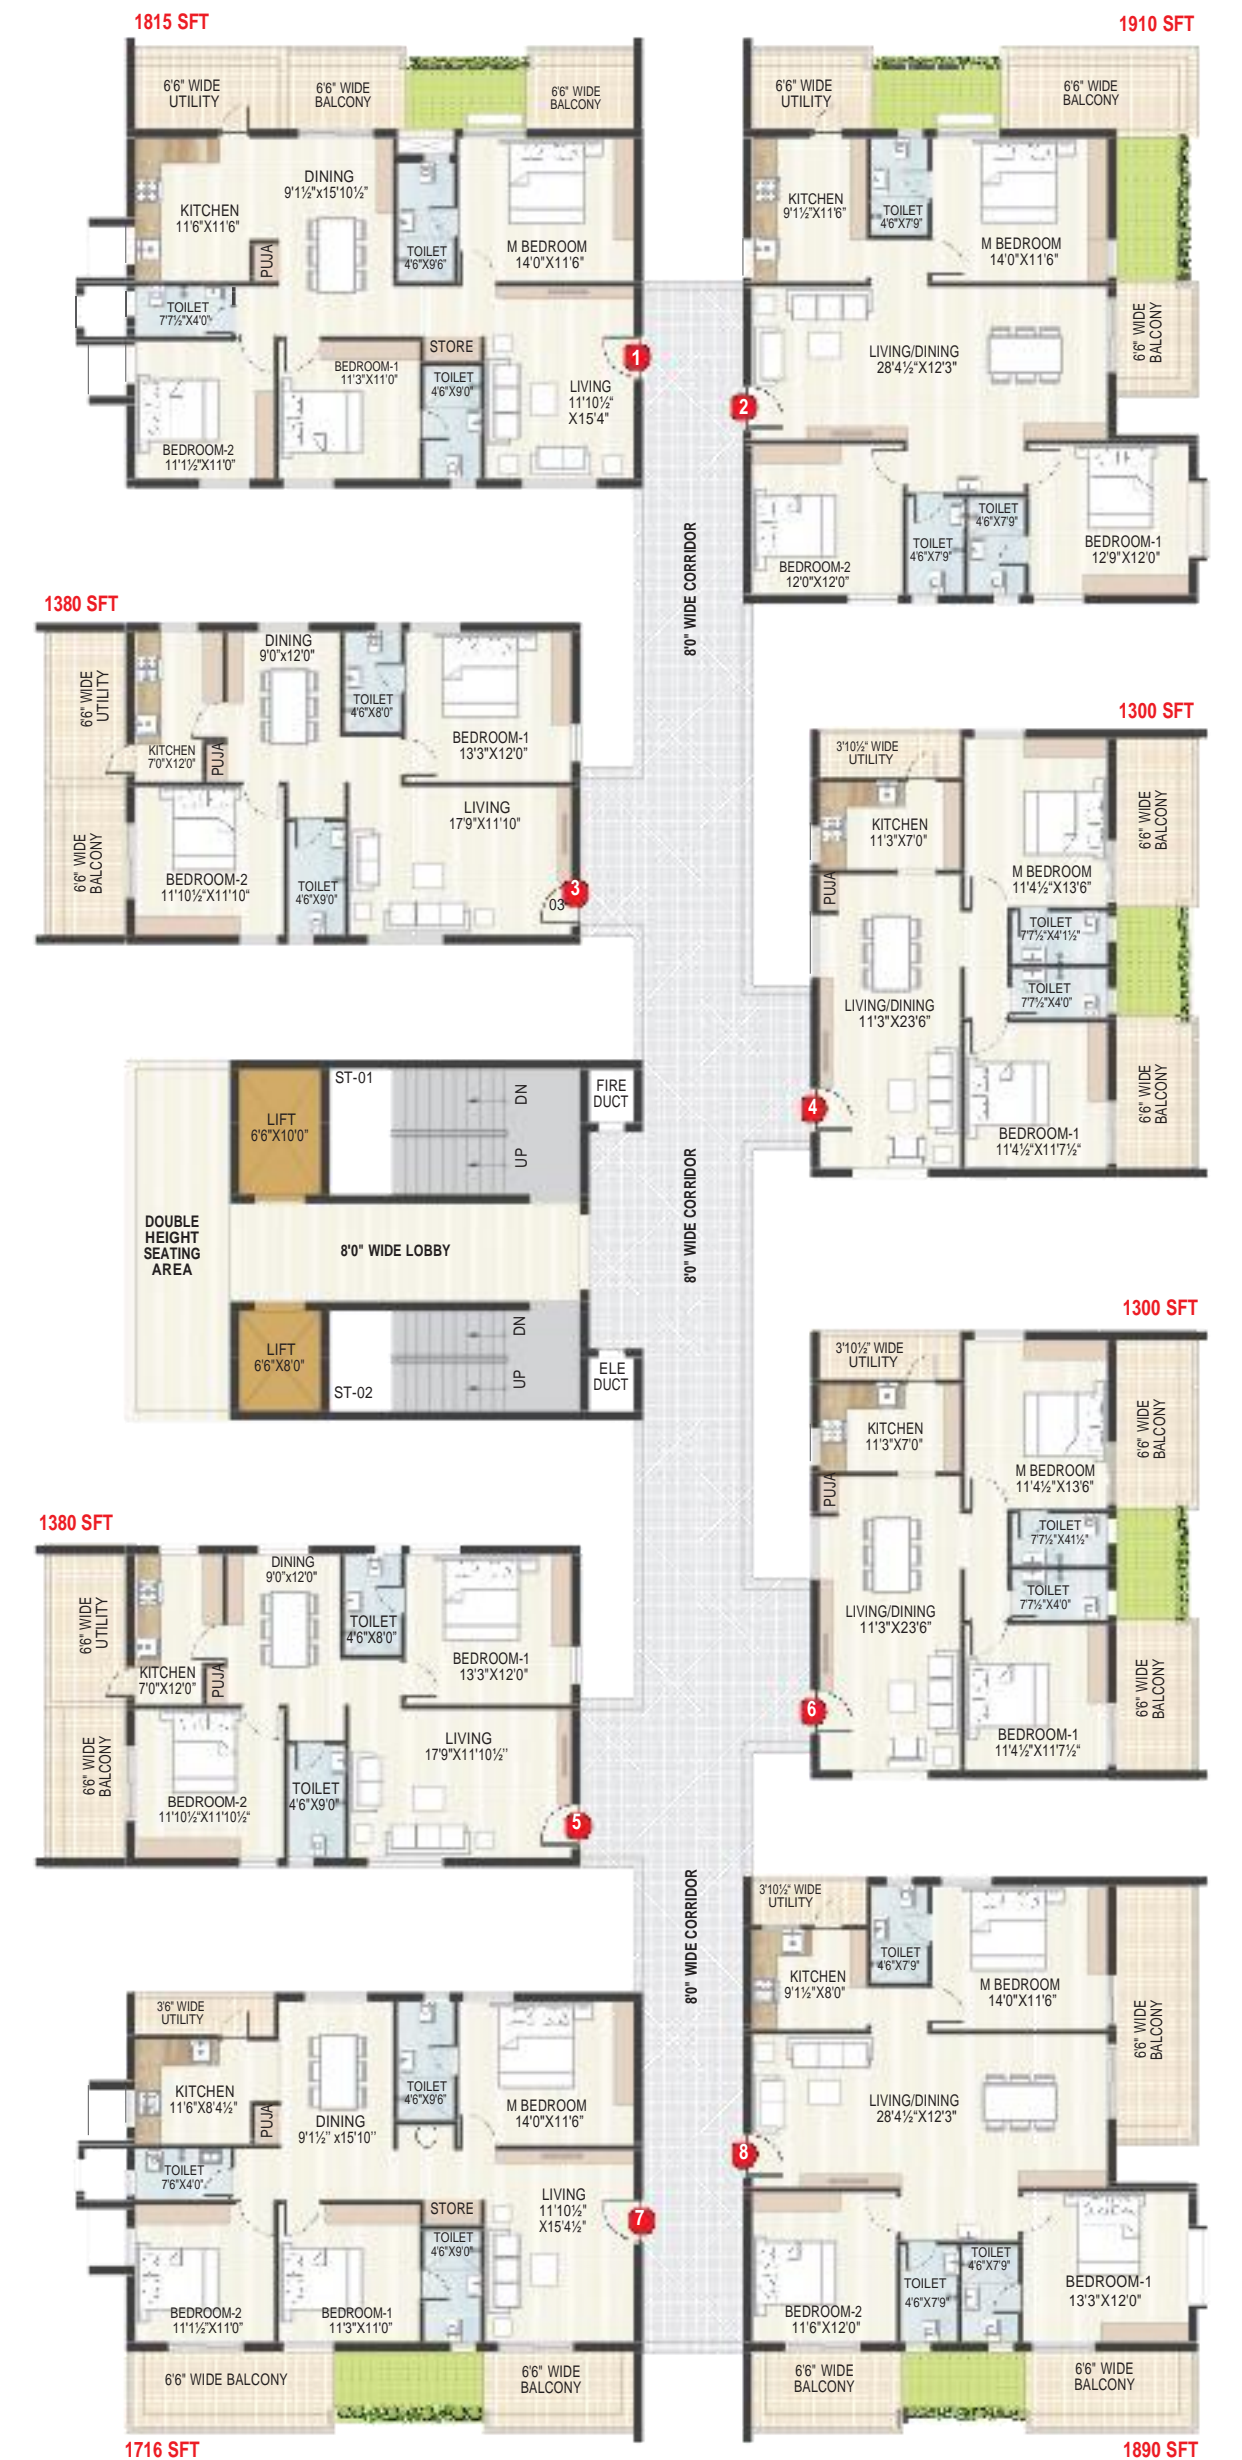 1815 SFT
6'6" WIDE
UTILITY
6'6" WIDE
BALCONY
6'6" WIDE
BALCONY
KITCHEN
11'6"X11'6"
DINING
9'1½"x15'10½"
PUJA
TOILET
4'6"X9'6"
M BEDROOM
14'0"X11'6"
TOILET
7'7½"X4'0"
BEDROOM-2
11'1½"X11'0"
BEDROOM-1
11'3"X11'0"
STORE
TOILET
4'6"X9'0"
LIVING
11'10½"
X15'4"
1
1910 SFT
6'6" WIDE
UTILITY
6'6" WIDE
BALCONY
KITCHEN
9'1½"X11'6"
TOILET
4'6"X7'9"
M BEDROOM
14'0"X11'6"
LIVING/DINING
28'4½"X12'3"
6'6" WIDE
BALCONY
2
BEDROOM-2
12'0"X12'0"
TOILET
4'6"X7'9"
TOILET
4'6"X7'9"
BEDROOM-1
12'9"X12'0"
8'0" WIDE CORRIDOR
1380 SFT
6'6" WIDE
UTILITY
KITCHEN
7'0"X12'0"
PUJA
DINING
9'0"x12'0"
TOILET
4'6"X8'0"
BEDROOM-1
13'3"X12'0"
6'6" WIDE
BALCONY
BEDROOM-2
11'10½"X11'10"
TOILET
4'6"X9'0"
LIVING
17'9"X11'10"
03
3
1300 SFT
3'10½" WIDE
UTILITY
KITCHEN
11'3"X7'0"
PUJA
M BEDROOM
11'4½"X13'6"
6'6" WIDE
BALCONY
TOILET
7'7½"X4'1½"
TOILET
7'7½"X4'0"
LIVING/DINING
11'3"X23'6"
4
BEDROOM-1
11'4½"X11'7½"
6'6" WIDE
BALCONY
DOUBLE
HEIGHT
SEATING
AREA
LIFT
6'6"X10'0"
ST-01
DN
UP
FIRE
DUCT
8'0" WIDE LOBBY
LIFT
6'6"X8'0"
ST-02
DN
UP
ELE
DUCT
8'0" WIDE CORRIDOR
1300 SFT
3'10½" WIDE
UTILITY
KITCHEN
11'3"X7'0"
PUJA
M BEDROOM
11'4½"X13'6"
6'6" WIDE
BALCONY
TOILET
7'7½"X41½"
TOILET
7'7½"X4'0"
LIVING/DINING
11'3"X23'6"
6
BEDROOM-1
11'4½"X11'7½"
6'6" WIDE
BALCONY
1380 SFT
6'6" WIDE
UTILITY
KITCHEN
7'0"X12'0"
PUJA
DINING
9'0"x12'0"
TOILET
4'6"X8'0"
BEDROOM-1
13'3"X12'0"
6'6" WIDE
BALCONY
BEDROOM-2
11'10½"X11'10½"
TOILET
4'6"X9'0"
LIVING
17'9"X11'10½"
5
8'0" WIDE CORRIDOR
3'6" WIDE
UTILITY
KITCHEN
11'6"X8'4½"
PUJA
DINING
9'1½" x15'10"
TOILET
4'6"X9'6"
M BEDROOM
14'0"X11'6"
TOILET
7'6"X4'0"
BEDROOM-2
11'1½"X11'0"
BEDROOM-1
11'3"X11'0"
STORE
TOILET
4'6"X9'0"
LIVING
11'10½"
X15'4½"
7
6'6" WIDE BALCONY
6'6" WIDE
BALCONY
1716 SFT
3'10½" WIDE
UTILITY
KITCHEN
9'1½"X8'0"
TOILET
4'6"X7'9"
M BEDROOM
14'0"X11'6"
6'6" WIDE
BALCONY
LIVING/DINING
28'4½"X12'3"
8
BEDROOM-2
11'6"X12'0"
TOILET
4'6"X7'9"
TOILET
4'6"X7'9"
BEDROOM-1
13'3"X12'0"
6'6" WIDE
BALCONY
6'6" WIDE
BALCONY
1890 SFT